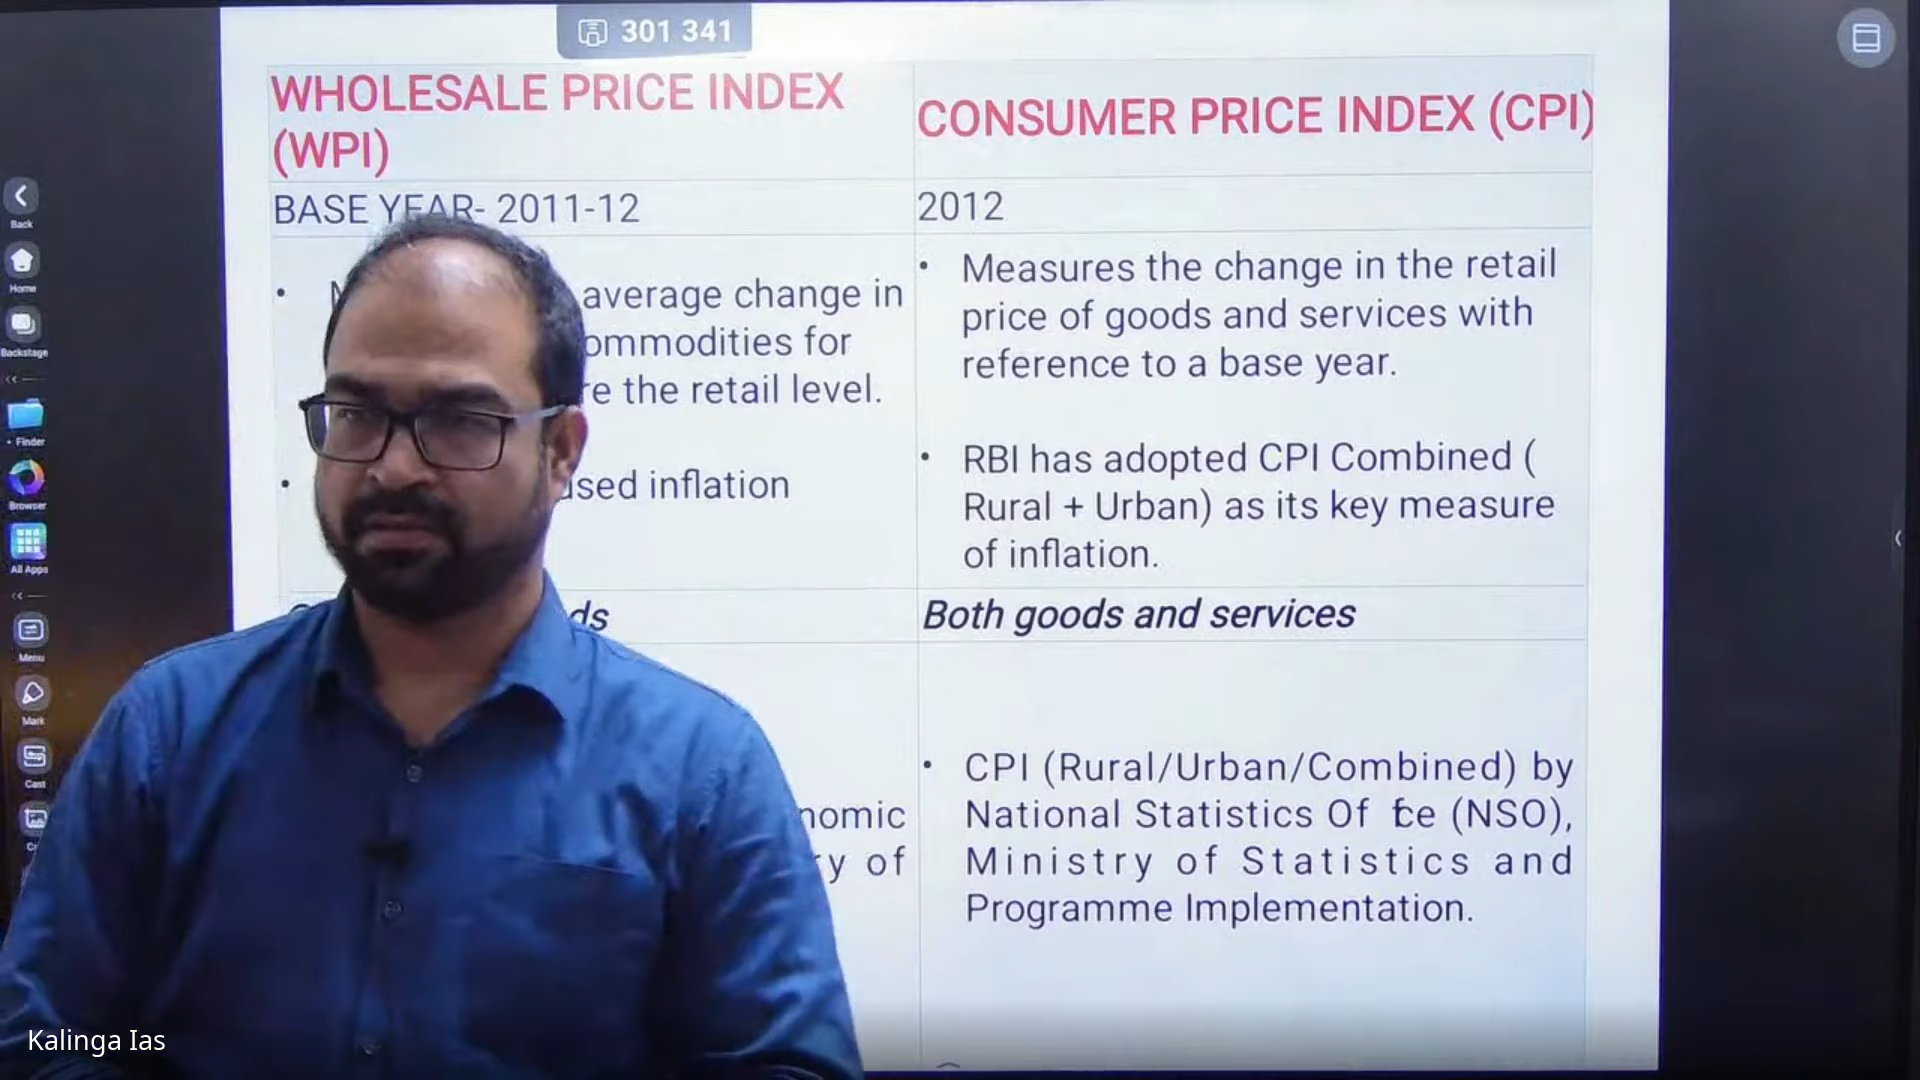 301 341
WHOLESALE PRICE INDEX
(WPI)
CONSUMER PRICE INDEX (CPI)
BASE YEAR- 2011-12
2012
average change in
ommodities for
re the retail level.
• Measures the change in the retail
price of goods and services with
reference to a base year.
sed inflation
• RBI has adopted CPI Combined (
Rural + Urban) as its key measure
of inflation.
ds
Both goods and services
nomic
y of
• CPI (Rural/Urban/Combined) by
National Statistics Of ce (NSO),
Ministry of Statistics and
Programme Implementation.
Back
Home
Backstage
Finder
Browser
All Apps
Menu
Mark
Cast
Kalinga Ias